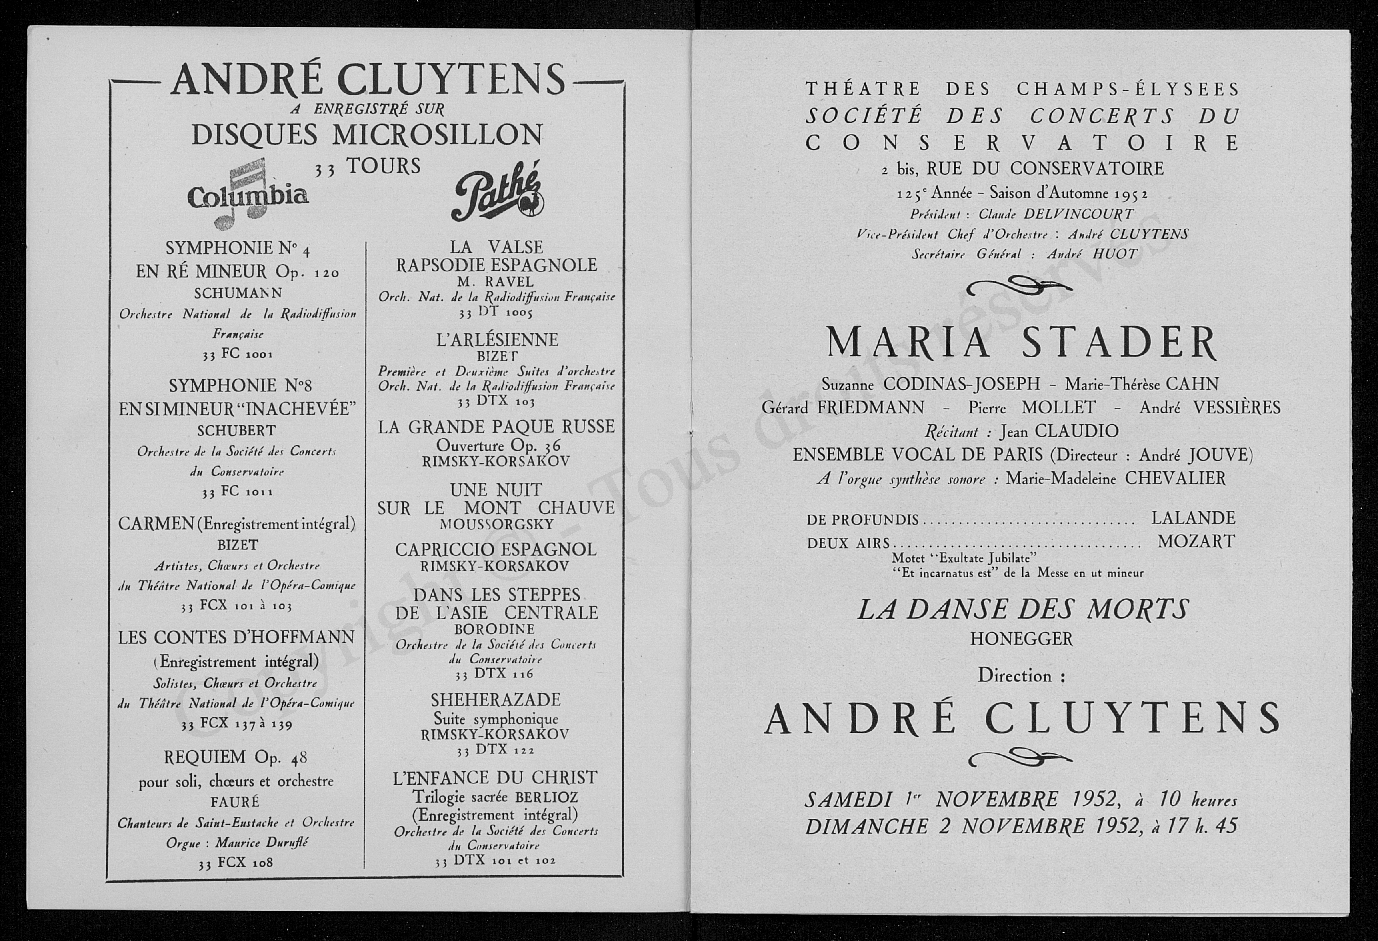 ANDRÉ CLUYTENS
A ENREGISTRÉ SUR
DISQUES MICROSILLON
33 TOURS
Columbia
SYMPHONIE Nº 4
EN RÉ MINEUR Op. 120
SCHUMANN
Orchestre National de la Radiodiffusion
Française
33 FC 1001
SYMPHONIE Nº8
EN SI MINEUR "INACHEVÉE"
SCHUBERT
Orchestre de la Société des Concerts
du Conservatoire
33 FC 1011
CARMEN (Enregistrement intégral)
BIZET
Artistes, Chœurs et Orchestre
du Théâtre National de l'Opéra-Comique
33 FCX 101 à 103
LES CONTES D'HOFFMANN
(Enregistrement intégral)
Solistes, Chœurs et Orchestre
du Théâtre National de l'Opéra-Comique
33 FCX 137 à 139
REQUIEM Op. 48
pour soli, chœurs et orchestre
FAURÉ
Chanteurs de Saint-Eustache et Orchestre
Orgue : Maurice Duruflé
33 FCX 108
Pathé
LA VALSE
RAPSODIE ESPAGNOLE
M. RAVEL
Orch. Nat. de la Radiodiffusion Française
33 DT 1005
L'ARLÉSIENNE
BIZET
Première et Deuxième Suites d'orchestre
Orch. Nat. de la Radiodiffusion Française
33 DTX 103
LA GRANDE PAQUE RUSSE
Ouverture Op. 36
RIMSKY-KORSAKOV
UNE NUIT
SUR LE MONT CHAUVE
MOUSSORGSKY
CAPRICCIO ESPAGNOL
RIMSKY-KORSAKOV
DANS LES STEPPES
DE L'ASIE CENTRALE
BORODINE
Orchestre de la Société des Concerts
du Conservatoire
33 DTX 116
SHEHERAZADE
Suite symphonique
RIMSKY-KORSAKOV
33 DTX 122
L'ENFANCE DU CHRIST
Trilogie sacrée BERLIOZ
(Enregistrement intégral)
Orchestre de la Société des Concerts
du Conservatoire
33 DTX 101 et 102
THÉATRE DES CHAMPS-ÉLYSEES
SOCIÉTÉ DES CONCERTS DU
CONSERVATOIRE
2 bis, RUE DU CONSERVATOIRE
125e Année - Saison d'Automne 1952
Président : Claude DELVINCOURT
Vice-Président Chef d'Orchestre : André CLUYTENS
Secrétaire Général : André HUOT
MARIA STADER
Suzanne CODINAS-JOSEPH - Marie-Thérèse CAHN
Gérard FRIEDMANN - Pierre MOLLET - André VESSIÈRES
Récitant : Jean CLAUDIO
ENSEMBLE VOCAL DE PARIS (Directeur : André JOUVE)
A l'orgue synthèse sonore : Marie-Madeleine CHEVALIER
DE PROFUNDIS ............................ LALANDE
DEUX AIRS................................. MOZART
Motet "Exultate Jubilate"
"Et incarnatus est" de la Messe en ut mineur
LA DANSE DES MORTS
HONEGGER
Direction :
ANDRÉ CLUYTENS
SAMEDI 1er NOVEMBRE 1952, à 10 heures
DIMANCHE 2 NOVEMBRE 1952, à 17 h. 45
Copyright © - Tous droits réservés